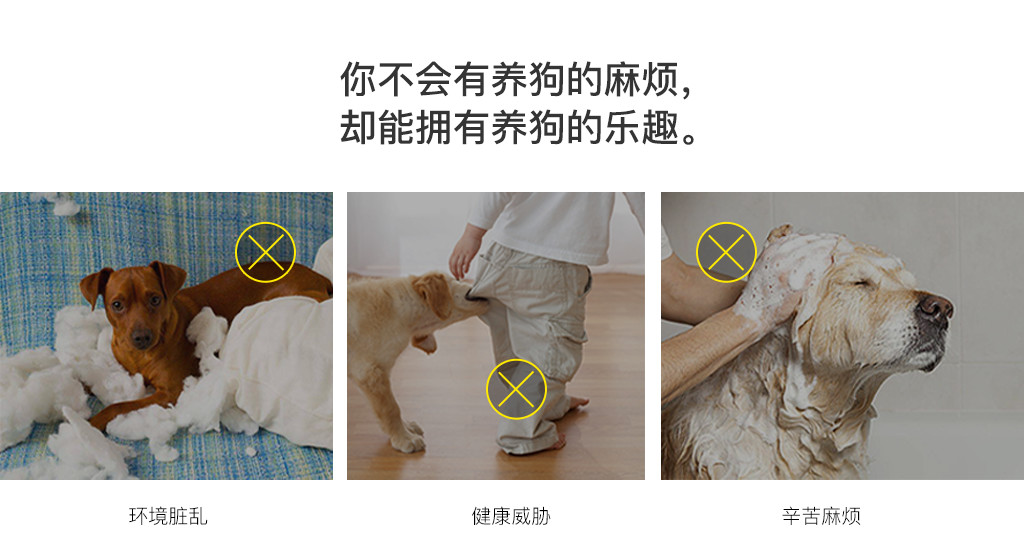 你不会有养狗的麻烦，
却能拥有养狗的乐趣。
环境脏乱
健康威胁
辛苦麻烦